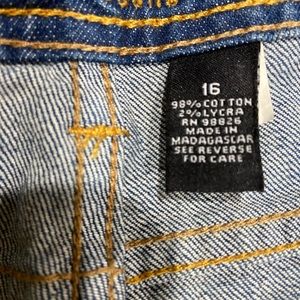 16
98% COTTON
2% LYCRA
RN 98826
MADE IN
MADAGASCAR
SEE REVERSE
FOR CARE